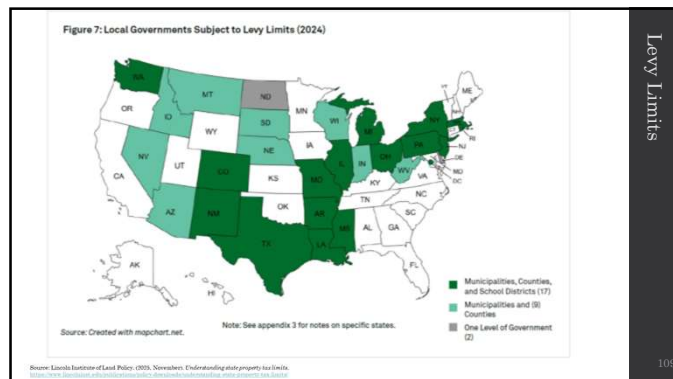 Figure 7: Local Governments Subject to Levy Limits (2024)
Levy Limits
WA
MT
ND
MN
ME
OR
ID
SD
WI
MI
NY
WY
RI
NJ
NE
IA
PA
NY
IL
IN
OH
DE
UT
CO
MD
CA
KS
MO
WV
VA
DC
KY
NC
TN
AZ
NM
OK
AR
SC
MS
AL
GA
TX
LA
FL
AK
HI
Municipalities, Counties,
and School Districts (17)
Municipalities and (9)
Counties
One Level of Government
(2)
Note: See appendix 3 for notes on specific states.
Source: Created with mapchart.net.
109
Source: Lincoln Institute of Land Policy. (2025, November). Understanding state property tax limits.